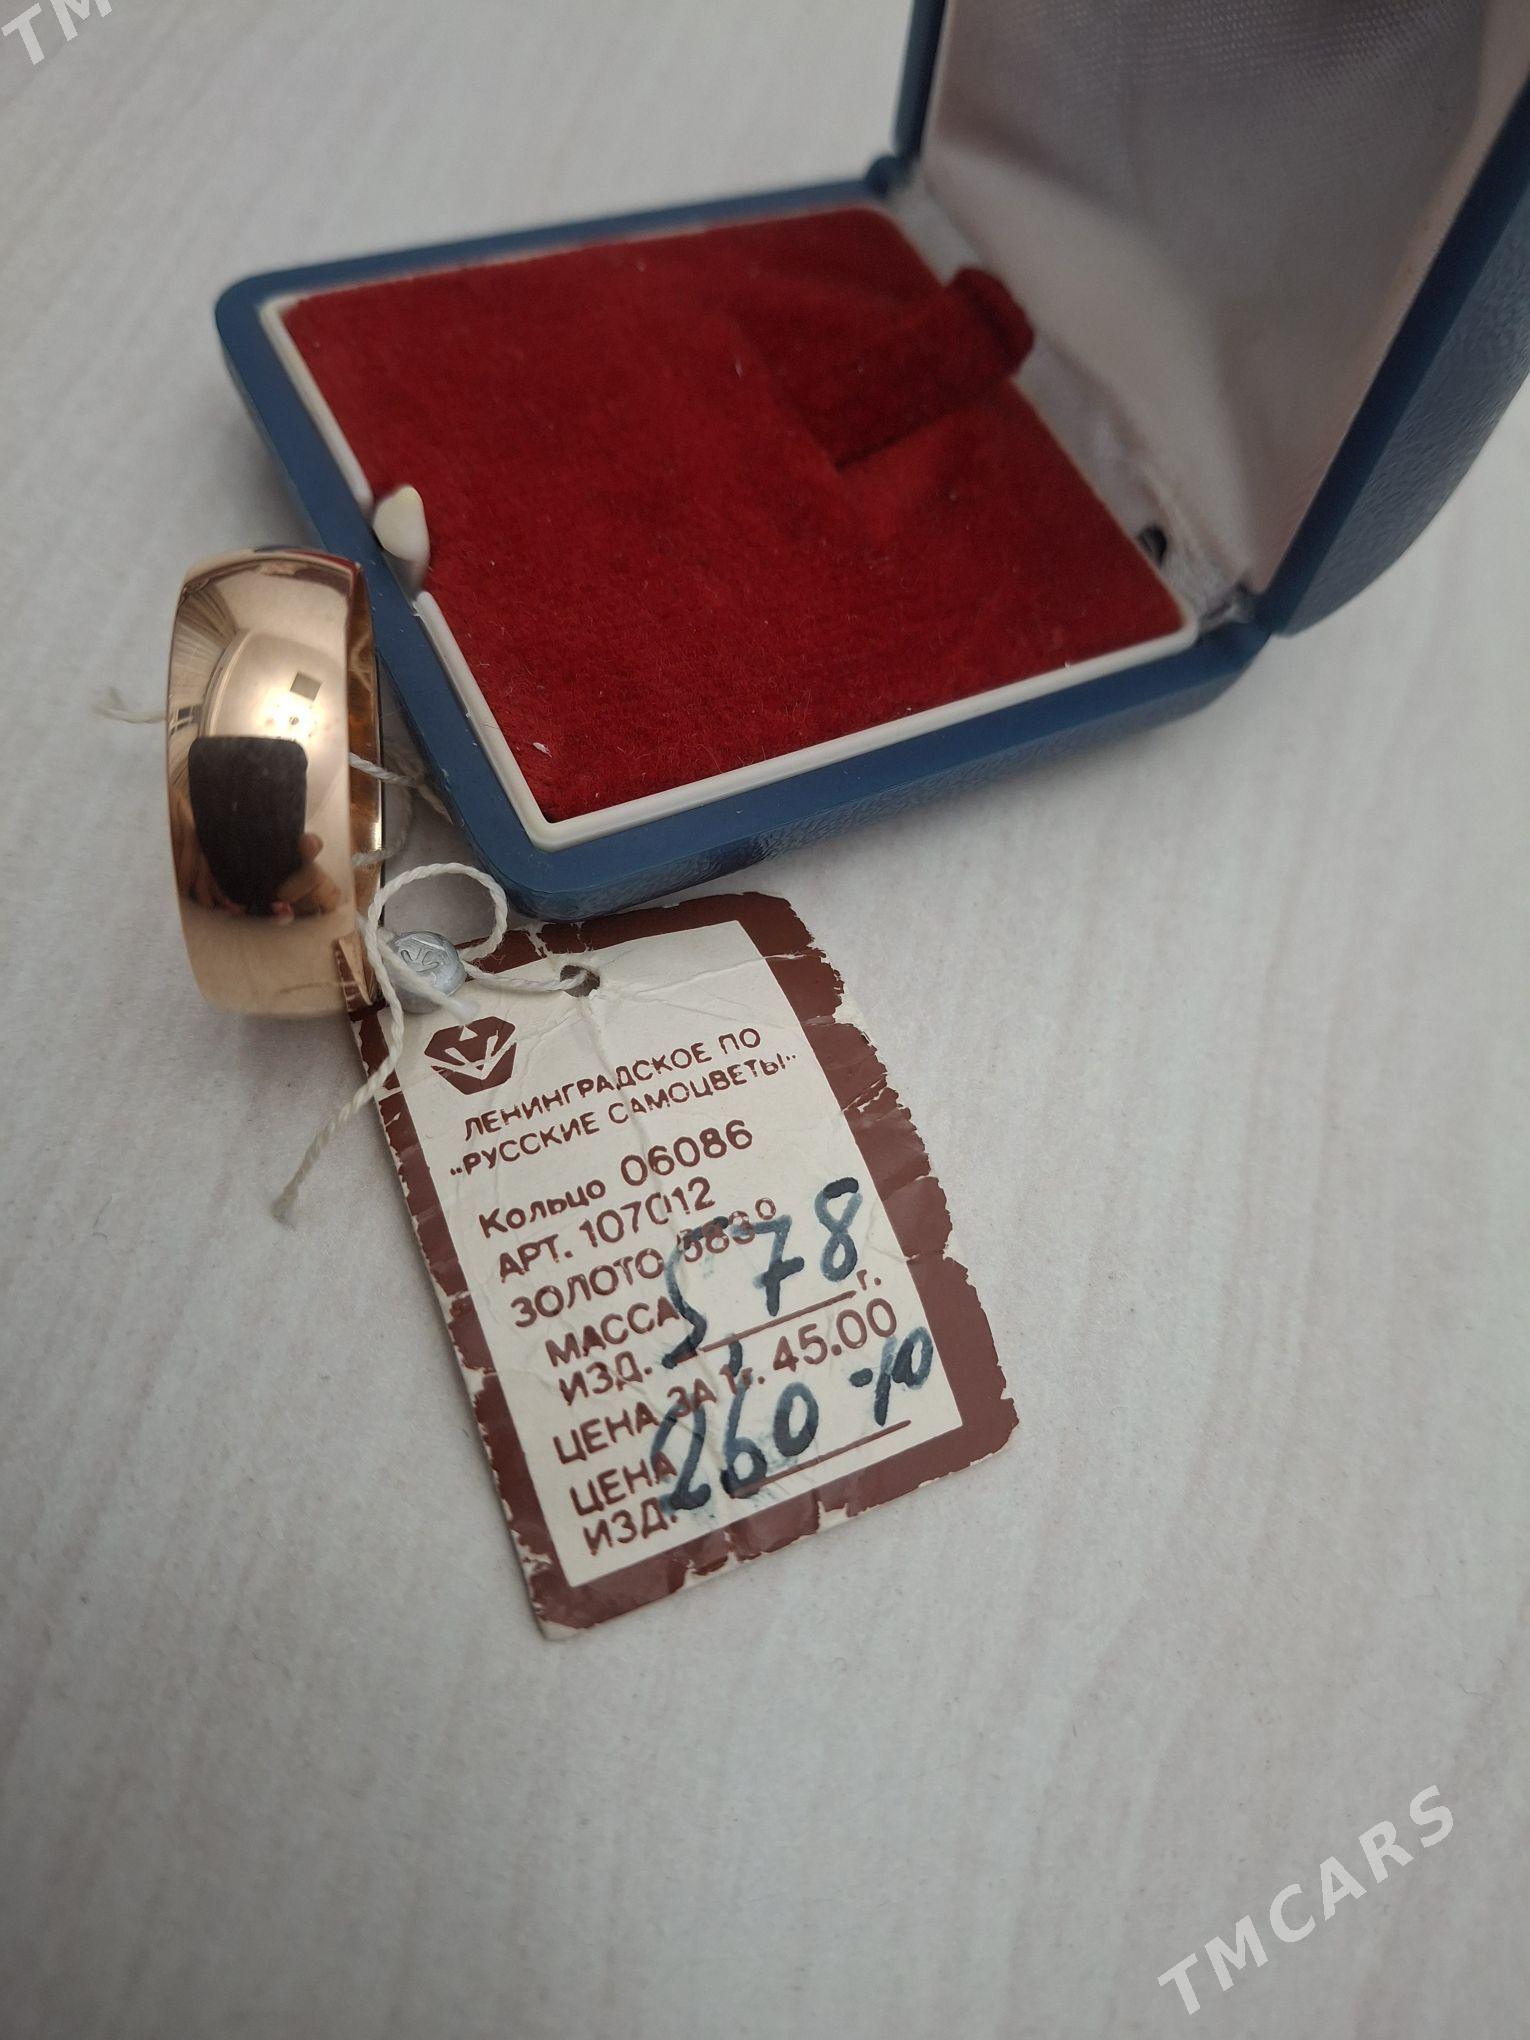 TM
ЛЕНИНГРАДСКОЕ ПО
„РУССКИЕ САМОЦВЕТЫ"
Кольцо 06086
АРТ. 107012
ЗОЛОТО 583°
МАССА
ИЗД. 5,78 г.
ЦЕНА ЗА 1 г. 45.00
ЦЕНА
ИЗД. 260-10
TMCARS